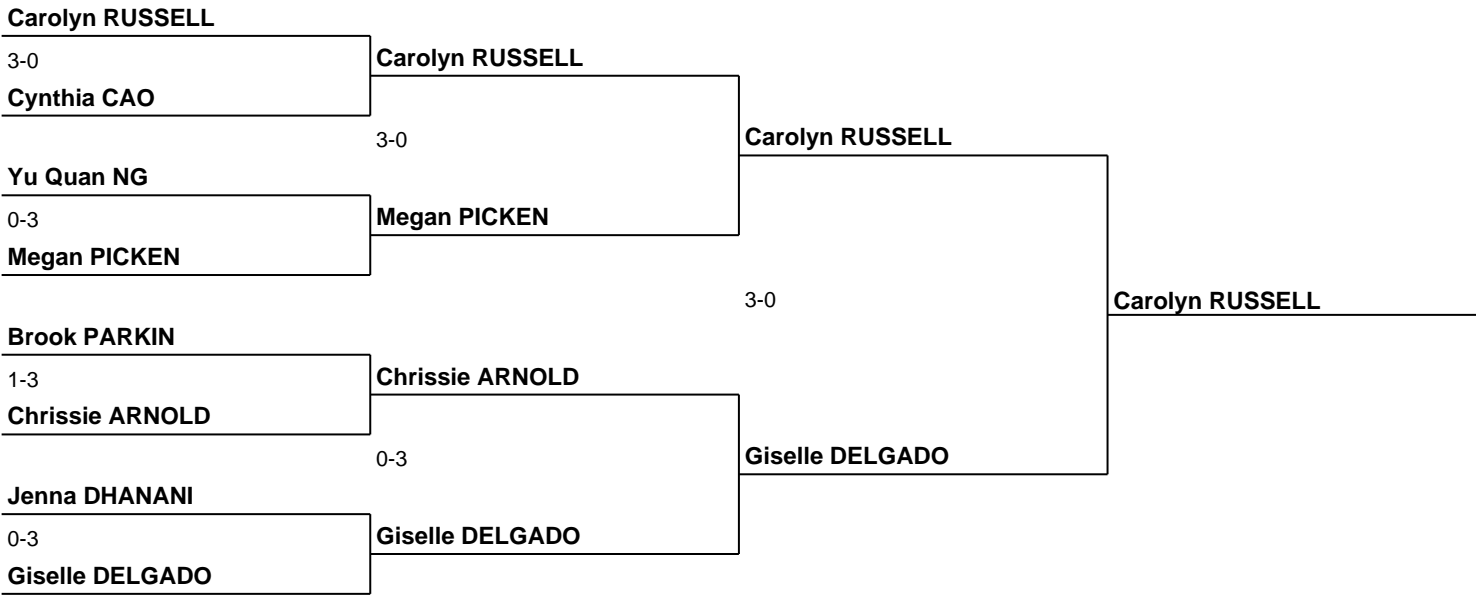 Carolyn RUSSELL
3-0
Cynthia CAO
Yu Quan NG
0-3
Megan PICKEN
Brook PARKIN
1-3
Chrissie ARNOLD
Jenna DHANANI
0-3
Giselle DELGADO
Carolyn RUSSELL
3-0
Megan PICKEN
Chrissie ARNOLD
0-3
Giselle DELGADO
Carolyn RUSSELL
3-0
Giselle DELGADO
Carolyn RUSSELL